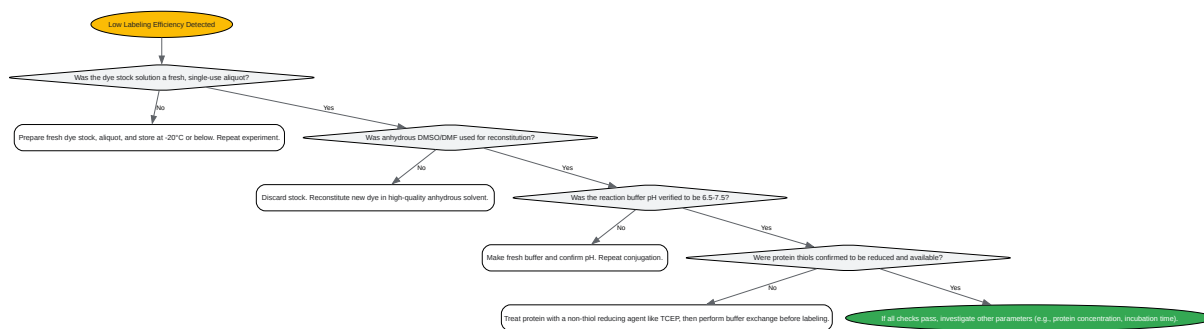 Low Labeling Efficiency Detected
Was the dye stock solution a fresh, single-use aliquot?
No
Yes
Prepare fresh dye stock, aliquot, and store at -20°C or below. Repeat experiment.
Was anhydrous DMSO/DMF used for reconstitution?
No
Yes
Discard stock. Reconstitute new dye in high-quality anhydrous solvent.
Was the reaction buffer pH verified to be 6.5-7.5?
No
Yes
Make fresh buffer and confirm pH. Repeat conjugation.
Were protein thiols confirmed to be reduced and available?
No
Yes
Treat protein with a non-thiol reducing agent like TCEP, then perform buffer exchange before labeling.
If all checks pass, investigate other parameters (e.g., protein concentration, incubation time).